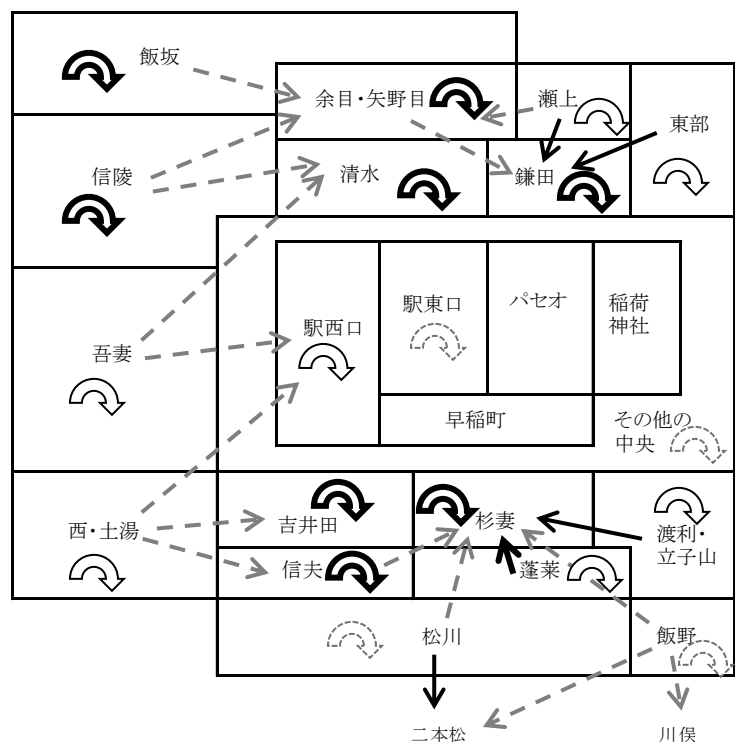 飯坂
余目・矢野目
瀬上
東部
信陵
清水
鎌田
吾妻
駅西口
駅東口
パセオ
稲荷
神社
早稲町
その他の
中央
西・土湯
吉井田
杉妻
渡利・
立子山
信夫
蓬莱
松川
飯野
二本松
川俣